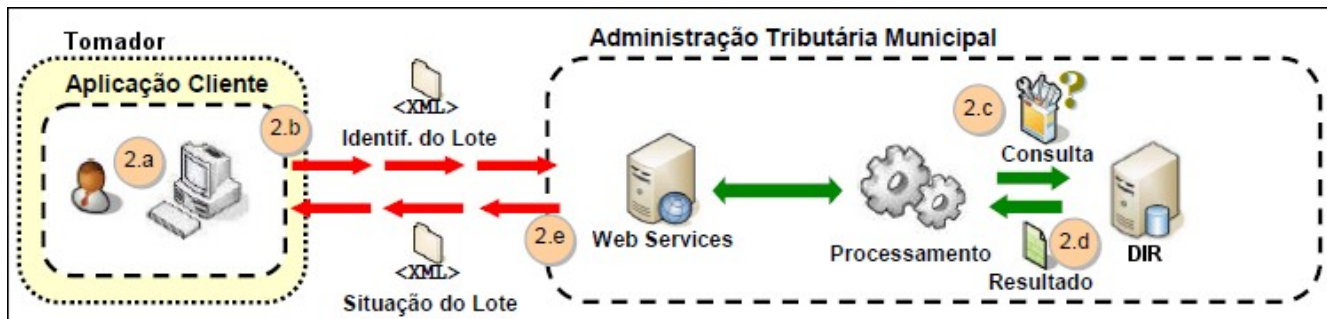 Tomador
Aplicação Cliente
2.a
2.b
<XML>
Identif. do Lote
<XML>
Situação do Lote
Administração Tributária Municipal
2.e
Web Services
Processamento
2.c
?
Consulta
2.d
Resultado
DIR